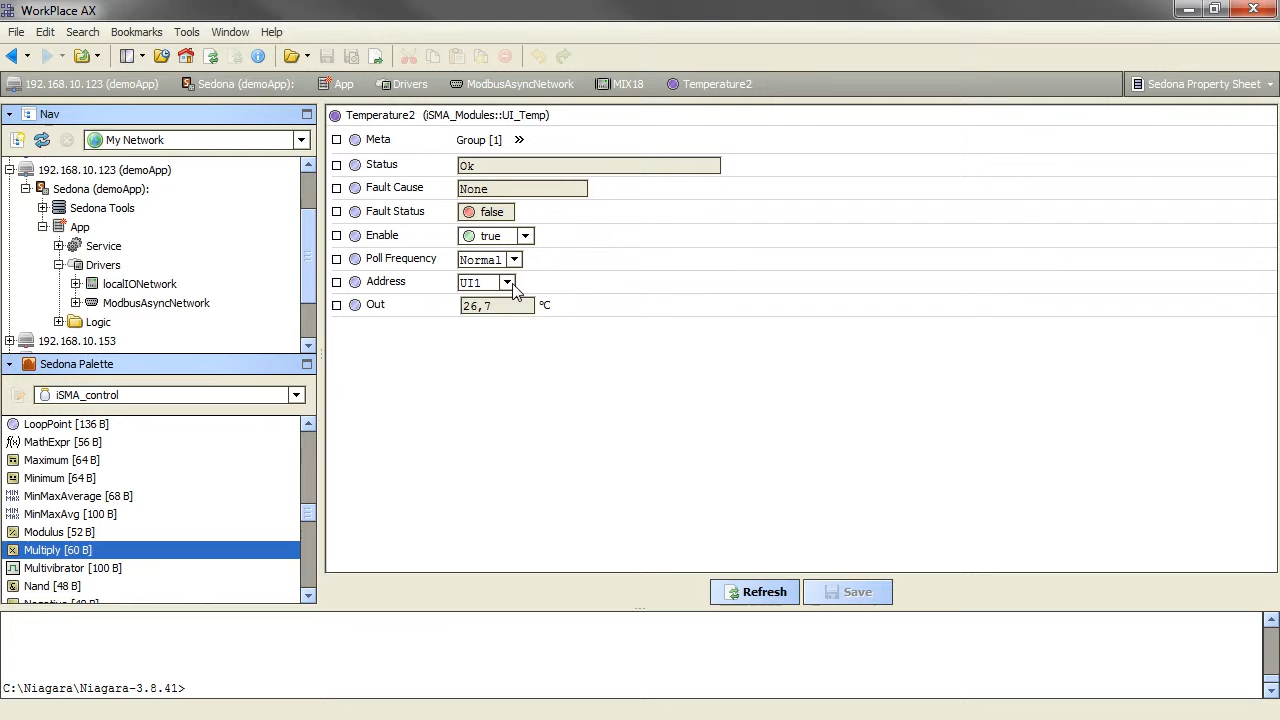 WorkPlace AX
File Edit Search Bookmarks Tools Window Help
192.168.10.123 (demoApp) Sedona (demoApp): App Drivers ModbusAsyncNetwork MIX18 Temperature2 Sedona Property Sheet
Nav
My Network
192.168.10.123 (demoApp)
Sedona (demoApp):
Sedona Tools
App
Service
Drivers
localIONetwork
ModbusAsyncNetwork
Logic
192.168.10.153
Sedona Palette
iSMA_control
LoopPoint [136 B]
MathExpr [56 B]
Maximum [64 B]
Minimum [64 B]
MinMaxAverage [68 B]
MinMaxAvg [100 B]
Modulus [52 B]
Multiply [60 B]
Multivibrator [100 B]
Nand [48 B]
Temperature2 (iSMA_Modules::UI_Temp)
Meta Group [1] »
Status Ok
Fault Cause None
Fault Status false
Enable true
Poll Frequency Normal
Address UI1
Out 26,7 °C
Refresh Save
C:\Niagara\Niagara-3.8.41>